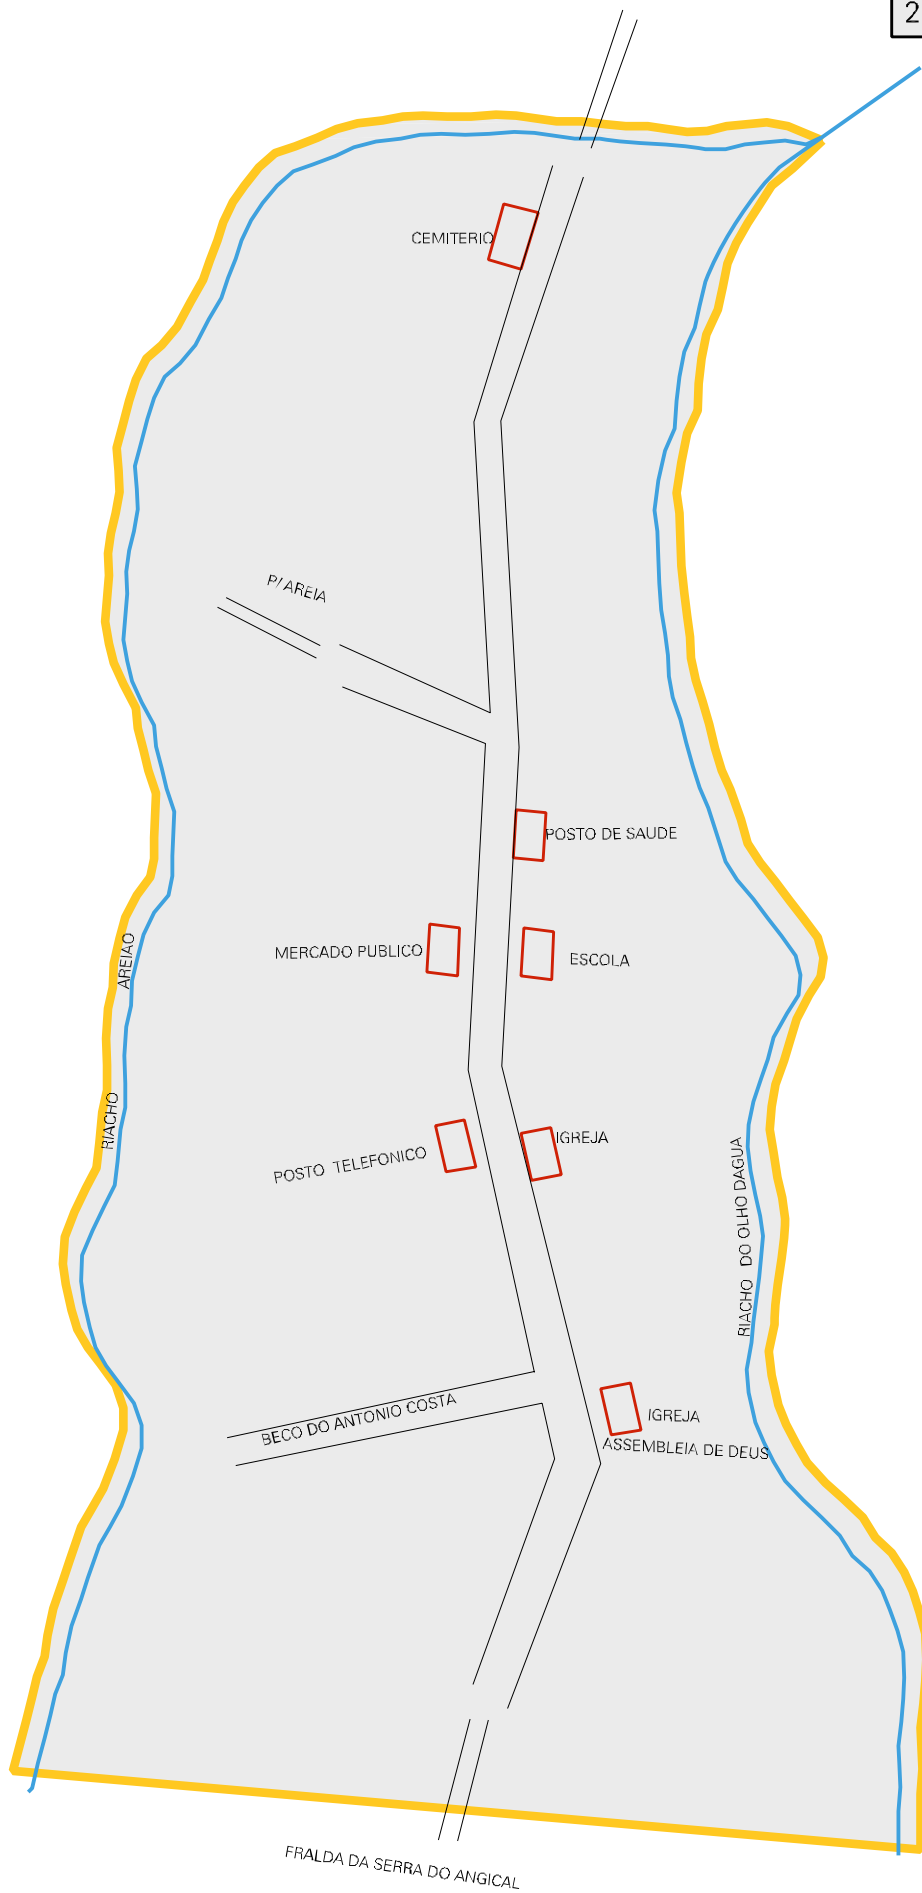 2
CEMITERIO
P/ AREIA
POSTO DE SAUDE
MERCADO PUBLICO
ESCOLA
RIACHO AREIAO
IGREJA
POSTO TELEFONICO
RIACHO DO OLHO DAGUA
BECO DO ANTONIO COSTA
IGREJA
ASSEMBLEIA DE DEUS
FRALDA DA SERRA DO ANGICAL